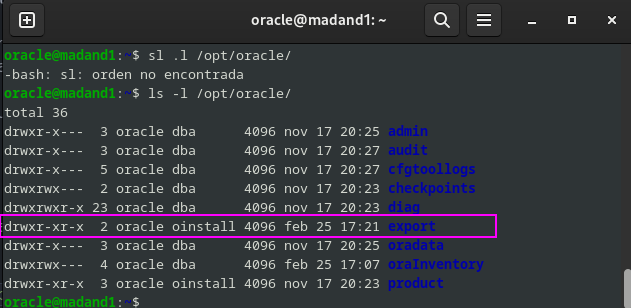 oracle@madand1: ~
oracle@madand1:~$ sl .l /opt/oracle/
-bash: sl: orden no encontrada
oracle@madand1:~$ ls -l /opt/oracle/
total 36
drwxr-x---  3 oracle dba      4096 nov 17 20:25 admin
drwxr-x---  3 oracle dba      4096 nov 17 20:27 audit
drwxr-x---  5 oracle dba      4096 nov 17 20:27 cfgtoollogs
drwxrwx---  2 oracle dba      4096 nov 17 20:23 checkpoints
drwxrwxr-x 23 oracle dba      4096 nov 17 20:23 diag
drwxr-xr-x  2 oracle oinstall 4096 feb 25 17:21 export
drwxr-x---  3 oracle dba      4096 nov 17 20:25 oradata
drwxrwx---  4 oracle dba      4096 feb 25 17:07 oraInventory
drwxr-xr-x  3 oracle oinstall 4096 nov 17 20:23 product
oracle@madand1:~$